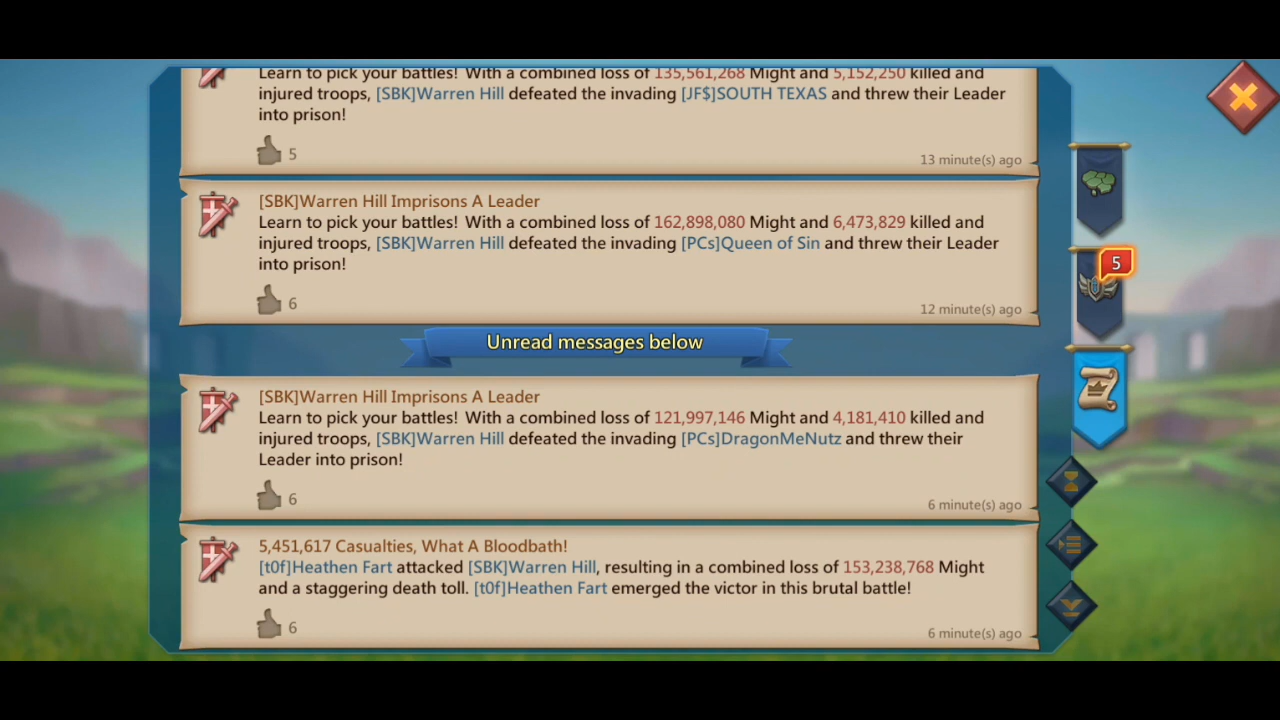 Learn to pick your battles! With a combined loss of 135,561,268 Might and 5,152,250 killed and
injured troops, [SBK]Warren Hill defeated the invading [JF$]SOUTH TEXAS and threw their Leader
into prison!
5
13 minute(s) ago
[SBK]Warren Hill Imprisons A Leader
Learn to pick your battles! With a combined loss of 162,898,080 Might and 6,473,829 killed and
injured troops, [SBK]Warren Hill defeated the invading [PCs]Queen of Sin and threw their Leader
into prison!
6
12 minute(s) ago
5
Unread messages below
[SBK]Warren Hill Imprisons A Leader
Learn to pick your battles! With a combined loss of 121,997,146 Might and 4,181,410 killed and
injured troops, [SBK]Warren Hill defeated the invading [PCs]DragonMeNutz and threw their
Leader into prison!
6
6 minute(s) ago
5,451,617 Casualties, What A Bloodbath!
[t0f]Heathen Fart attacked [SBK]Warren Hill, resulting in a combined loss of 153,238,768 Might
and a staggering death toll. [t0f]Heathen Fart emerged the victor in this brutal battle!
6
6 minute(s) ago